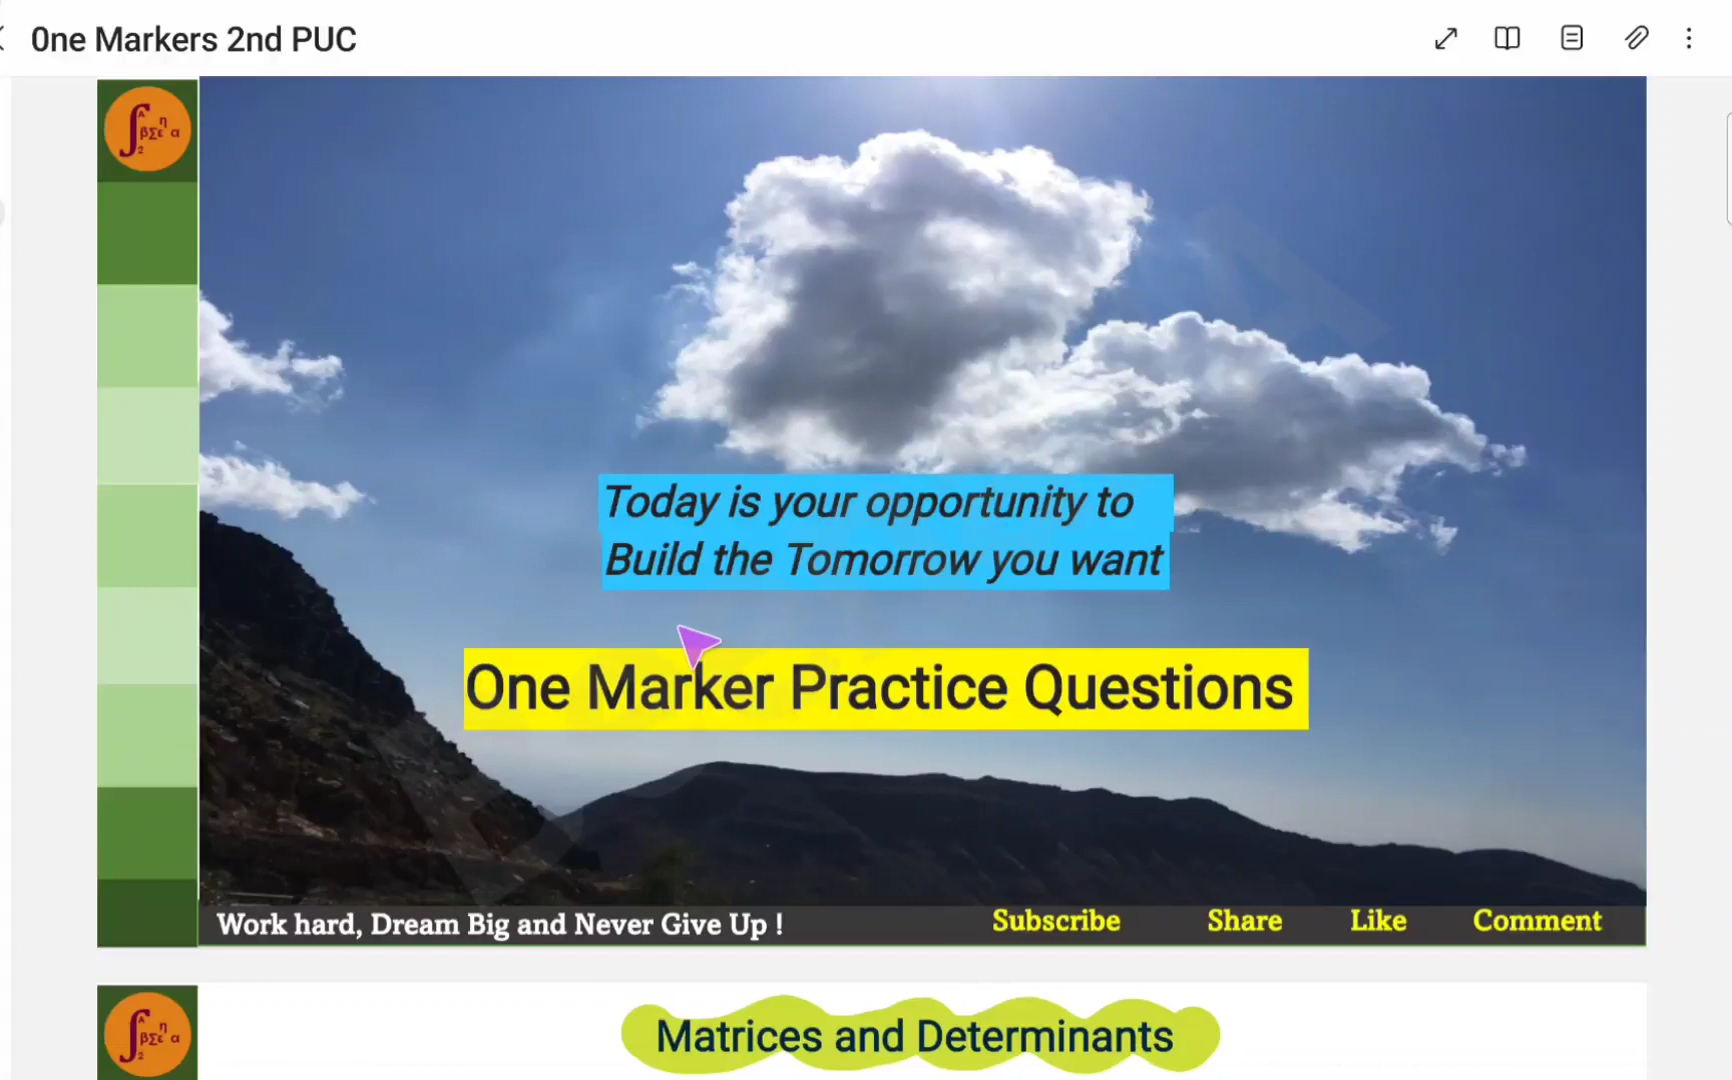 0ne Markers 2nd PUC
Today is your opportunity to
Build the Tomorrow you want
One Marker Practice Questions
Work hard, Dream Big and Never Give Up !
Subscribe Share Like Comment
Matrices and Determinants